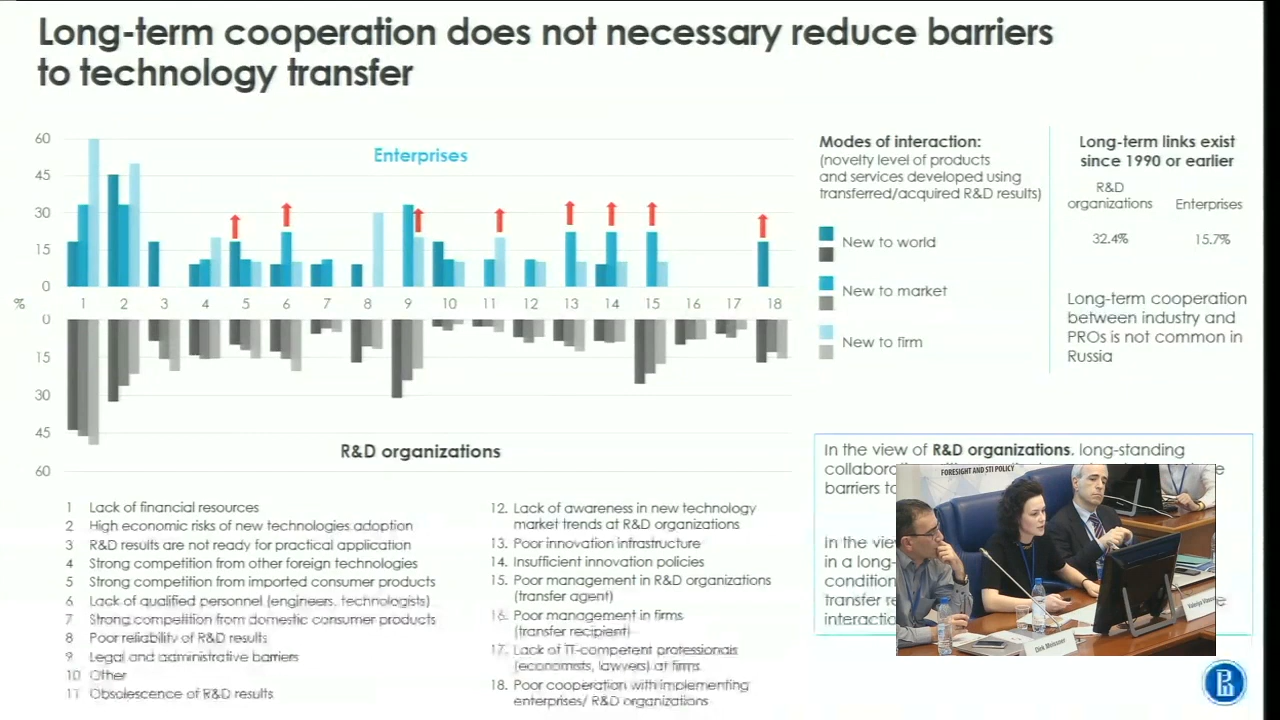 Long-term cooperation does not necessary reduce barriers
to technology transfer
60
45
30
15
0
Enterprises
% 1 2 3 4 5 6 7 8 9 10 11 12 13 14 15 16 17 18
0
15
30
45
60
R&D organizations
Modes of interaction:
(novelty level of products
and services developed using
transferred/acquired R&D results)
New to world
New to market
New to firm
Long-term links exist
since 1990 or earlier
R&D
organizations
Enterprises
32.4%
15.7%
Long-term cooperation
between industry and
PROs is not common in
Russia
1 Lack of financial resources
2 High economic risks of new technologies adoption
3 R&D results are not ready for practical application
4 Strong competition from other foreign technologies
5 Strong competition from imported consumer products
6 Lack of qualified personnel (engineers, technologists)
7 Strong competition from domestic consumer products
8 Poor reliability of R&D results
9 Legal and administrative barriers
10 Other
11 Obsolescence of R&D results
12. Lack of awareness in new technology
market trends at R&D organizations
13. Poor innovation infrastructure
14. Insufficient innovation policies
15. Poor management in R&D organizations
(transfer agent)
16. Poor management in firms
(transfer recipient)
17. Lack of IT-competent professionals
(economists, lawyers) at firms
18. Poor cooperation with implementing
enterprises/ R&D organizations
In the view of R&D organizations, long-standing
barriers
In the
in a
FORESIGHT AND STI POLICY
Dirk Meissner